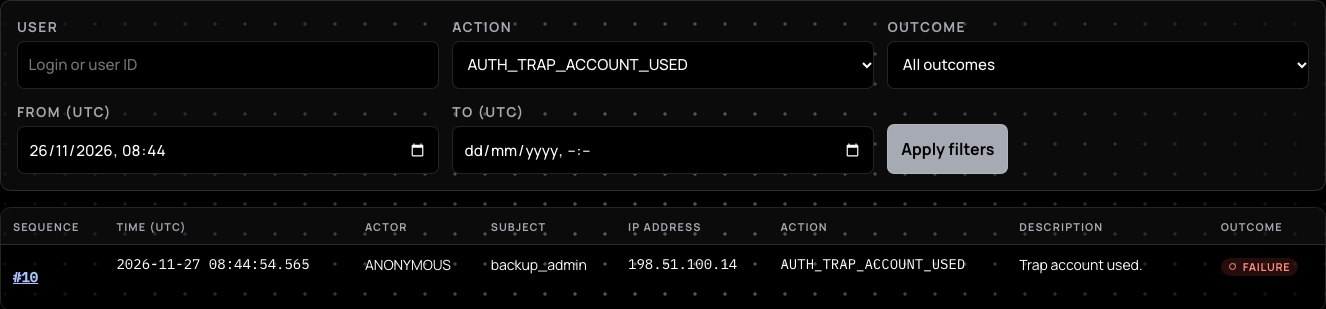 USER ACTION OUTCOME
Login or user ID AUTH_TRAP_ACCOUNT_USED All outcomes
FROM (UTC) TO (UTC)
26/11/2026, 08:44 dd/mm/yyyy, --:-- Apply filters
SEQUENCE TIME (UTC) ACTOR SUBJECT IP ADDRESS ACTION DESCRIPTION OUTCOME
#10 2026-11-27 08:44:54.565 ANONYMOUS backup_admin 198.51.100.14 AUTH_TRAP_ACCOUNT_USED Trap account used. FAILURE